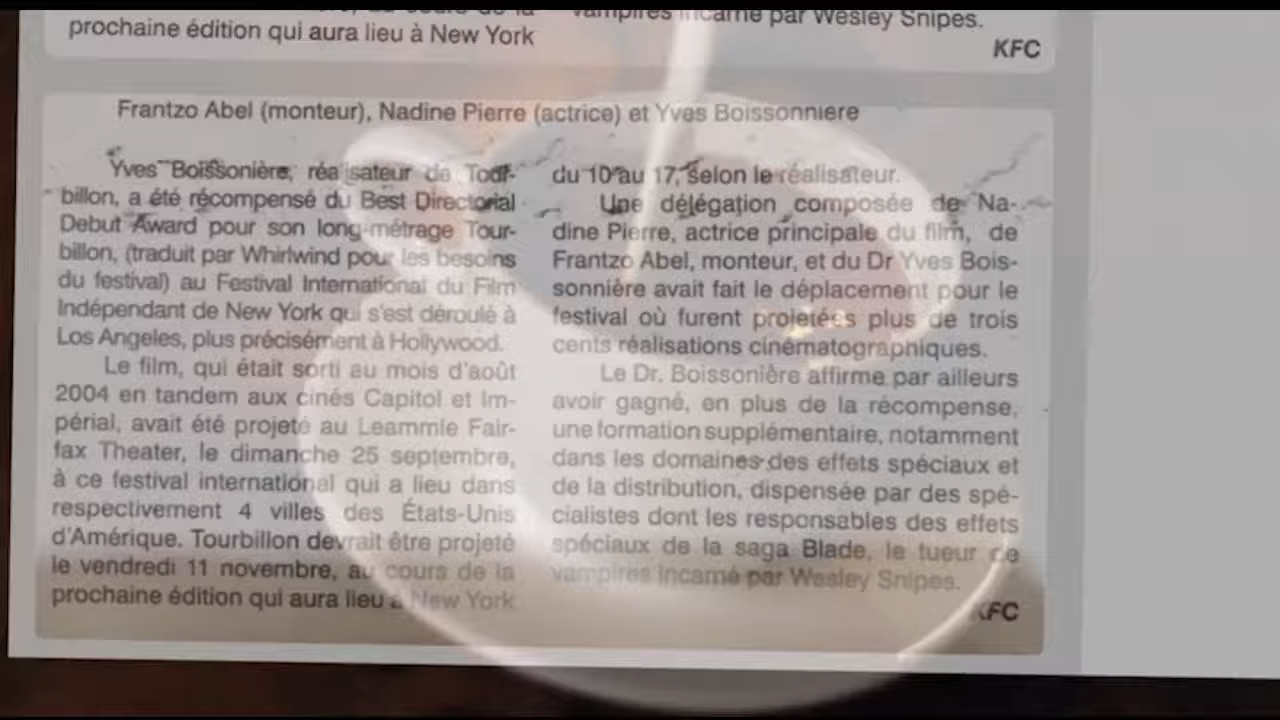 prochaine édition qui aura lieu à New York
vampires incarné par Wesley Snipes.
KFC
Frantzo Abel (monteur), Nadine Pierre (actrice) et Yves Boissonniere
Yves Boissonière, réalisateur de Tour-
billon, a été récompensé du Best Directorial
Debut Award pour son long-métrage Tour-
billon, (traduit par Whirlwind pour les besoins
du festival) au Festival International du Film
Indépendant de New York qui s'est déroulé à
Los Angeles, plus précisément à Hollywood.
Le film, qui était sorti au mois d'août
2004 en tandem aux cinés Capitol et Im-
périal, avait été projeté au Leammle Fair-
fax Theater, le dimanche 25 septembre,
à ce festival international qui a lieu dans
respectivement 4 villes des États-Unis
d'Amérique. Tourbillon devrait être projetè
le vendredi 11 novembre, au cours de la
prochaine édition qui aura lieu à New York
du 10 au 17, selon le réalisateur.
Une délégation composée de Na-
dine Pierre, actrice principale du film, de
Frantzo Abel, monteur, et du Dr Yves Bois-
sonnière avait fait le déplacement pour le
festival où furent projetées plus de trois
cents réalisations cinématographiques.
Le Dr. Boissonière affirme par ailleurs
avoir gagné, en plus de la récompense,
une formation supplémentaire, notamment
dans les domaines des effets spéciaux et
de la distribution, dispensée par des spé-
cialistes dont les responsables des effets
spéciaux de la saga Blade, le tueur de
vampires incarné par Wesley Snipes.
KFC